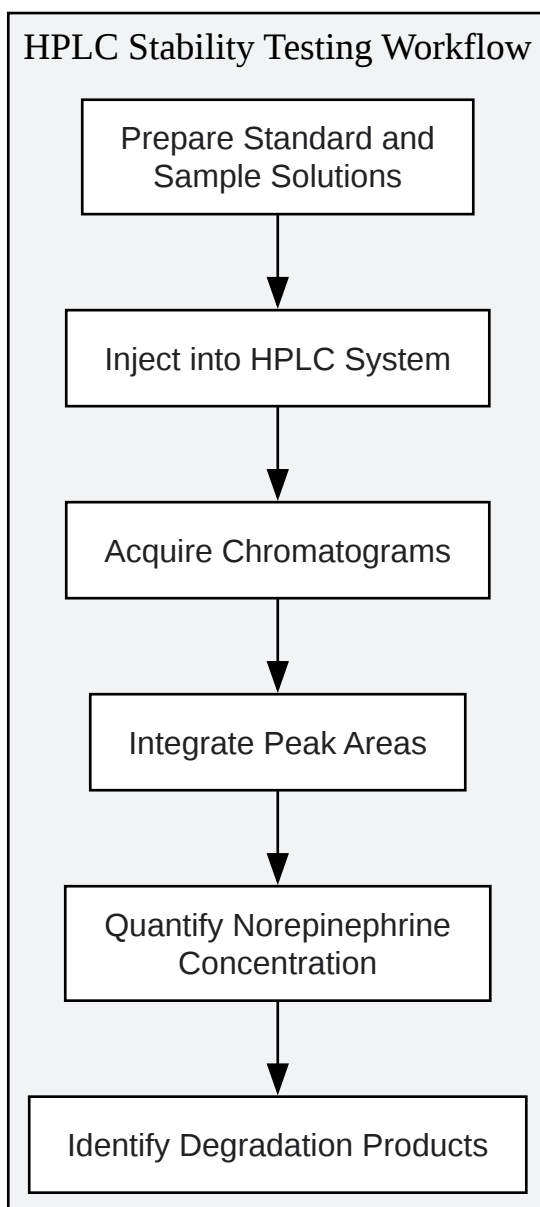 HPLC Stability Testing Workflow
Prepare Standard and
Sample Solutions
Inject into HPLC System
Acquire Chromatograms
Integrate Peak Areas
Quantify Norepinephrine
Concentration
Identify Degradation Products